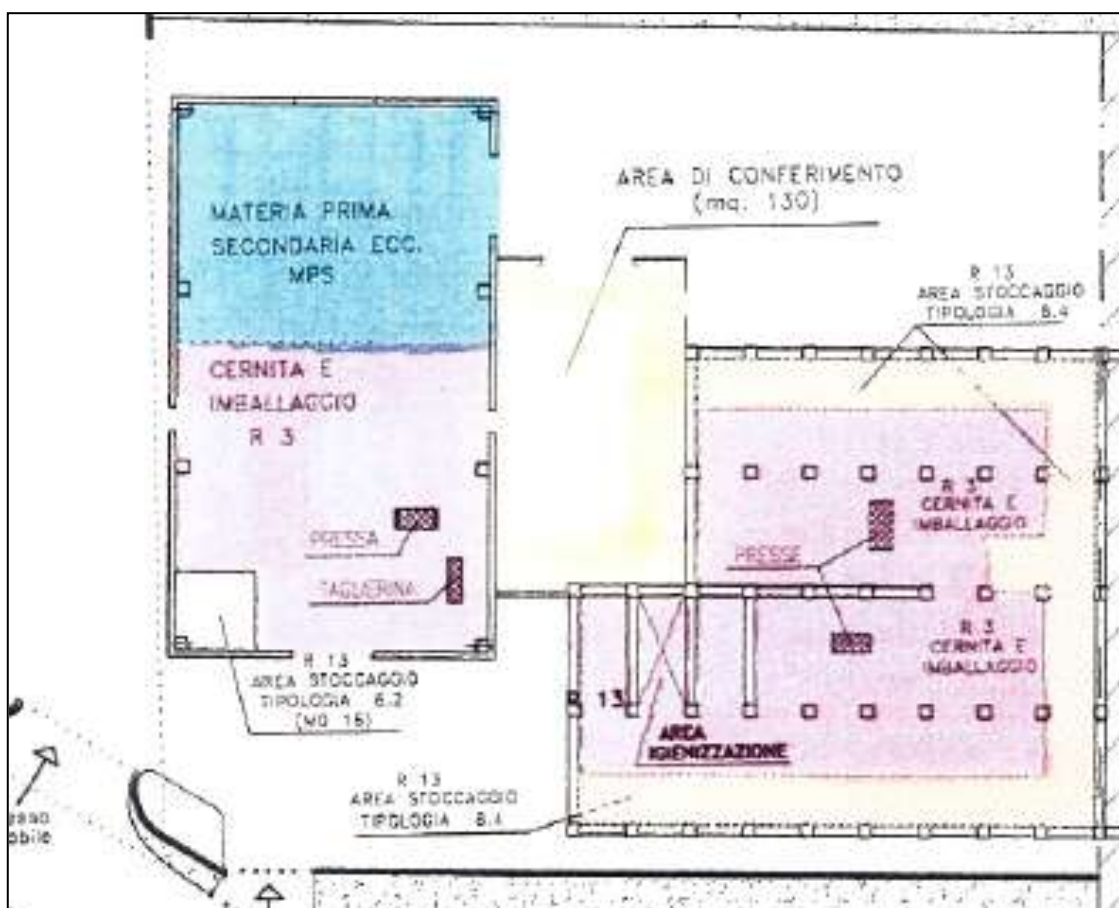 AREA DI CONFERIMENTO
(mq. 130)
MATERIA PRIMA
SECONDARIA ECC.
MPS
R 13
AREA STOCCAGGIO
TIPOLOGIA 8.4
CERNITA E
IMBALLAGGIO
R 3
R 3
CERNITA E
IMBALLAGGIO
PRESSA
PRESSE
TAGLIERINA
R 3
CERNITA E
IMBALLAGGIO
R 13
AREA STOCCAGGIO
TIPOLOGIA 6.2
(MQ 16)
R 13
AREA
IGIENIZZAZIONE
R 13
AREA STOCCAGGIO
TIPOLOGIA 8.4